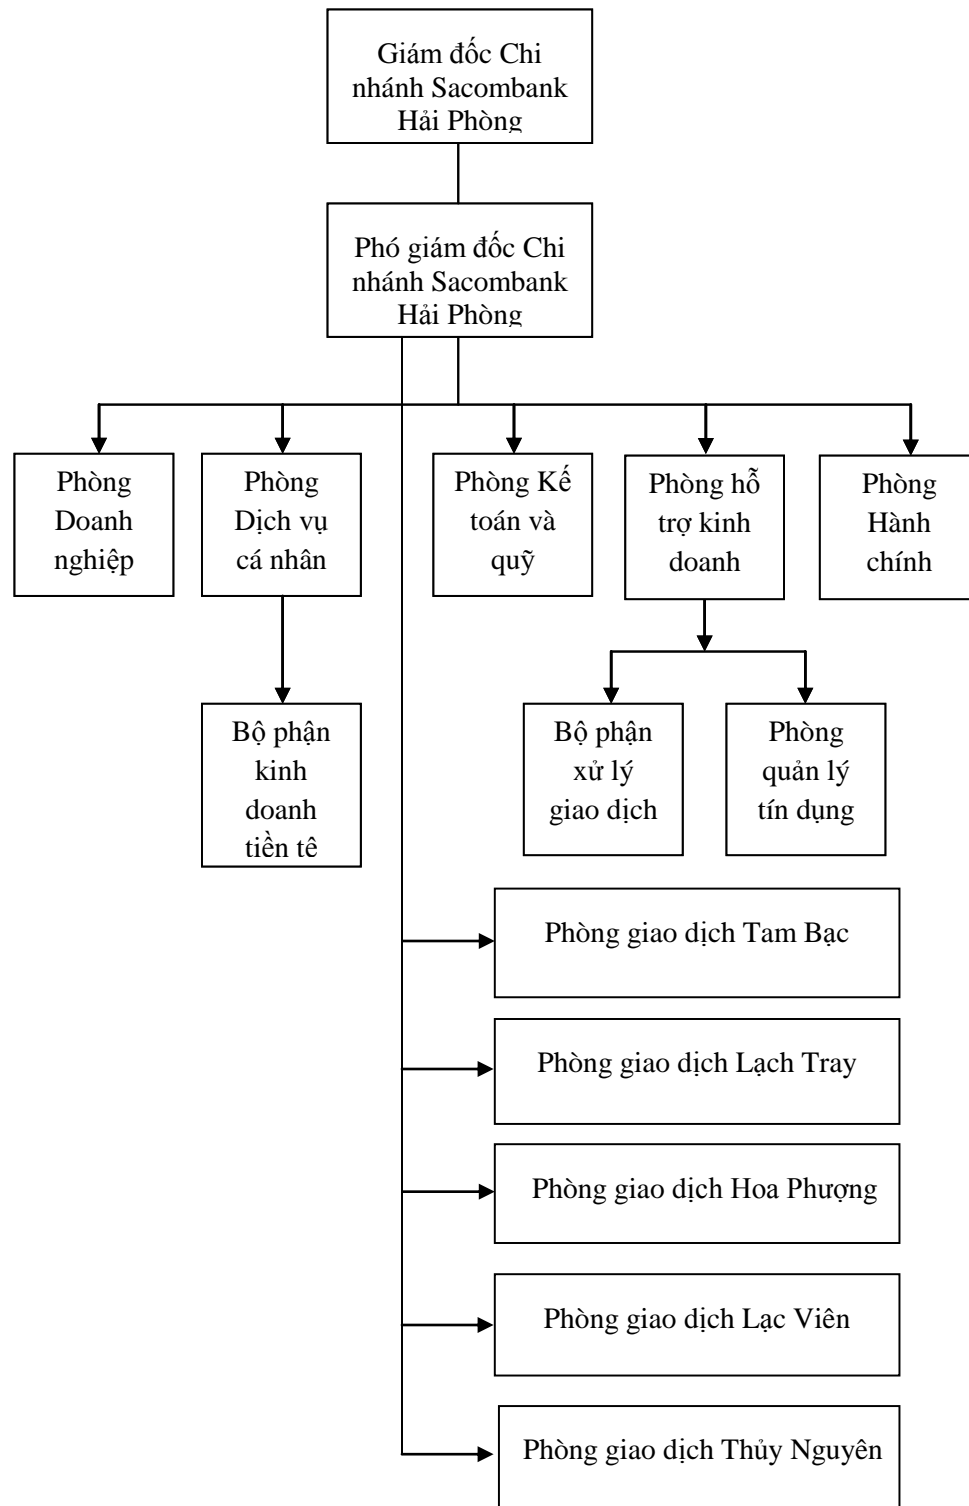 Giám đốc Chi
nhánh Sacombank
Hải Phòng
Phó giám đốc Chi
nhánh Sacombank
Hải Phòng
Phòng
Doanh
nghiệp
Phòng
Dịch vụ
cá nhân
Phòng Kế
toán và
quỹ
Phòng hỗ
trợ kinh
doanh
Phòng
Hành
chính
Bộ phận
kinh
doanh
tiền tê
Bộ phận
xử lý
giao dịch
Phòng
quản lý
tín dụng
Phòng giao dịch Tam Bạc
Phòng giao dịch Lạch Tray
Phòng giao dịch Hoa Phượng
Phòng giao dịch Lạc Viên
Phòng giao dịch Thủy Nguyên